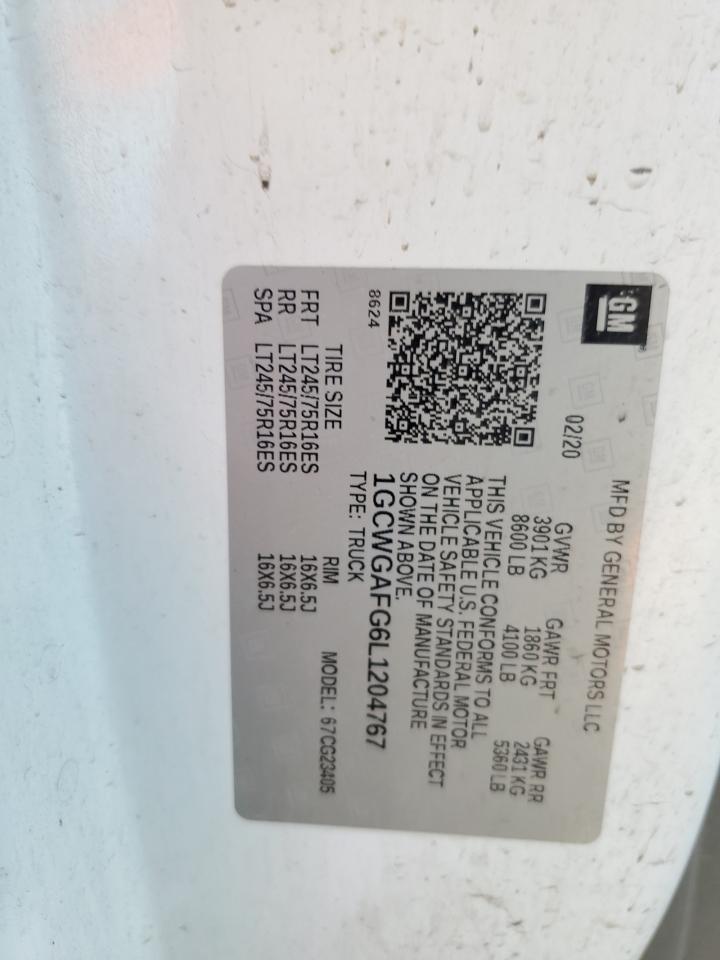 GM
MFD BY GENERAL MOTORS LLC
02/20
GVWR GAWR FRT GAWR RR
3901 KG 1860 KG 2431 KG
8600 LB 4100 LB 5360 LB
THIS VEHICLE CONFORMS TO ALL
APPLICABLE U.S. FEDERAL MOTOR
VEHICLE SAFETY STANDARDS IN EFFECT
ON THE DATE OF MANUFACTURE
SHOWN ABOVE.
8624
1GCWGAFG6L1204767
TYPE: TRUCK
MODEL: 67CG23405
TIRE SIZE RIM
FRT LT245/75R16ES 16X6.5J
RR LT245/75R16ES 16X6.5J
SPA LT245/75R16ES 16X6.5J